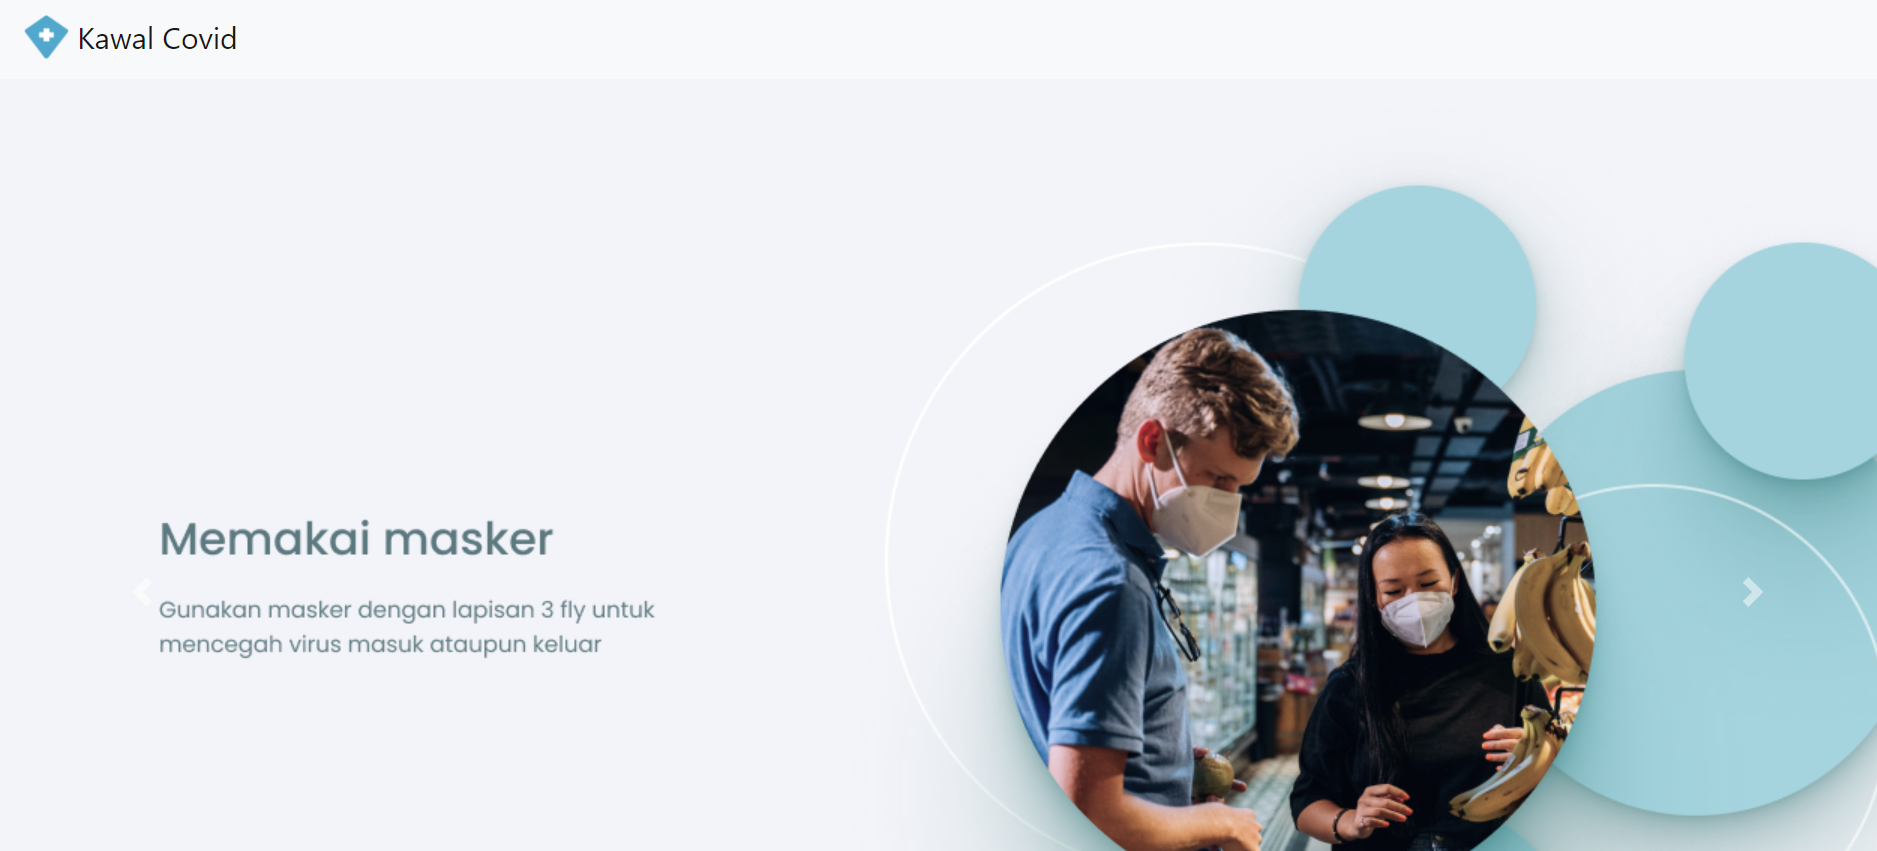 Kawal Covid
Memakai masker
Gunakan masker dengan lapisan 3 fly untuk
mencegah virus masuk ataupun keluar